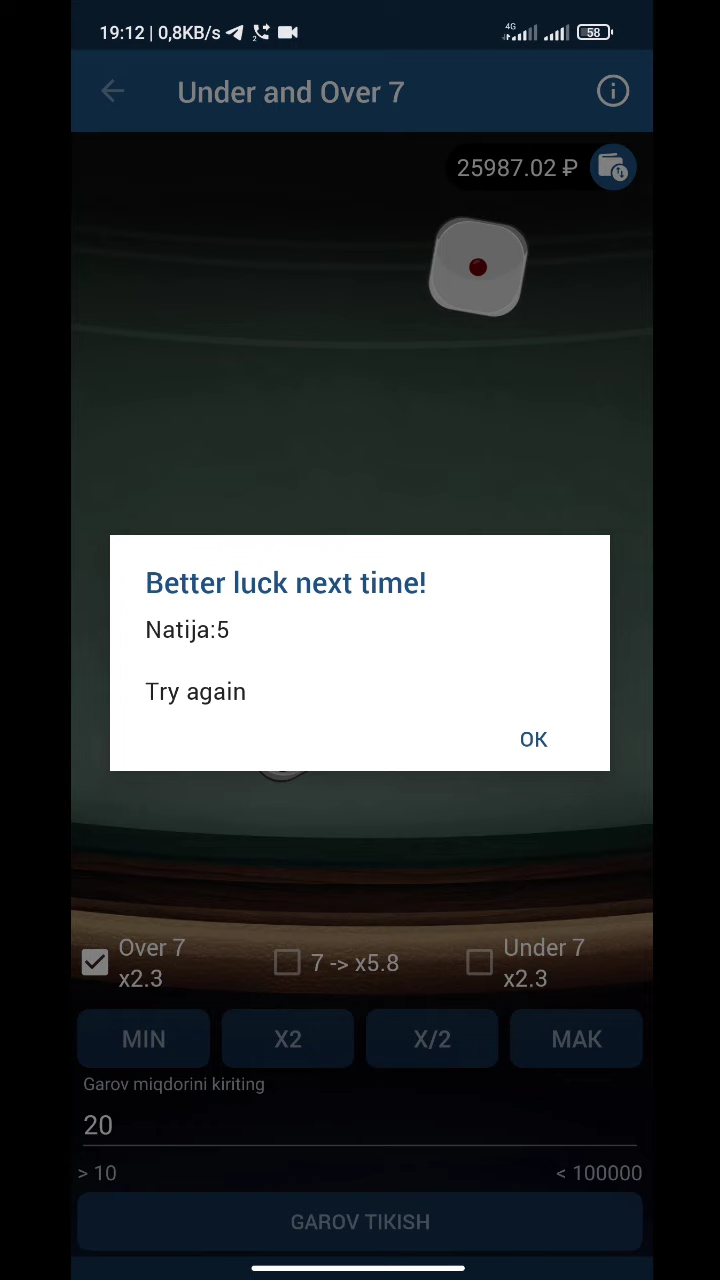 19:12 | 0,8KB/s 2 4G 58
Under and Over 7
25987.02 ₽
Better luck next time!
Natija:5
Try again
OK
Over 7 x2.3
7 -> x5.8
Under 7 x2.3
MIN X2 X/2 MAK
Garov miqdorini kiriting
20
> 10 < 100000
GAROV TIKISH